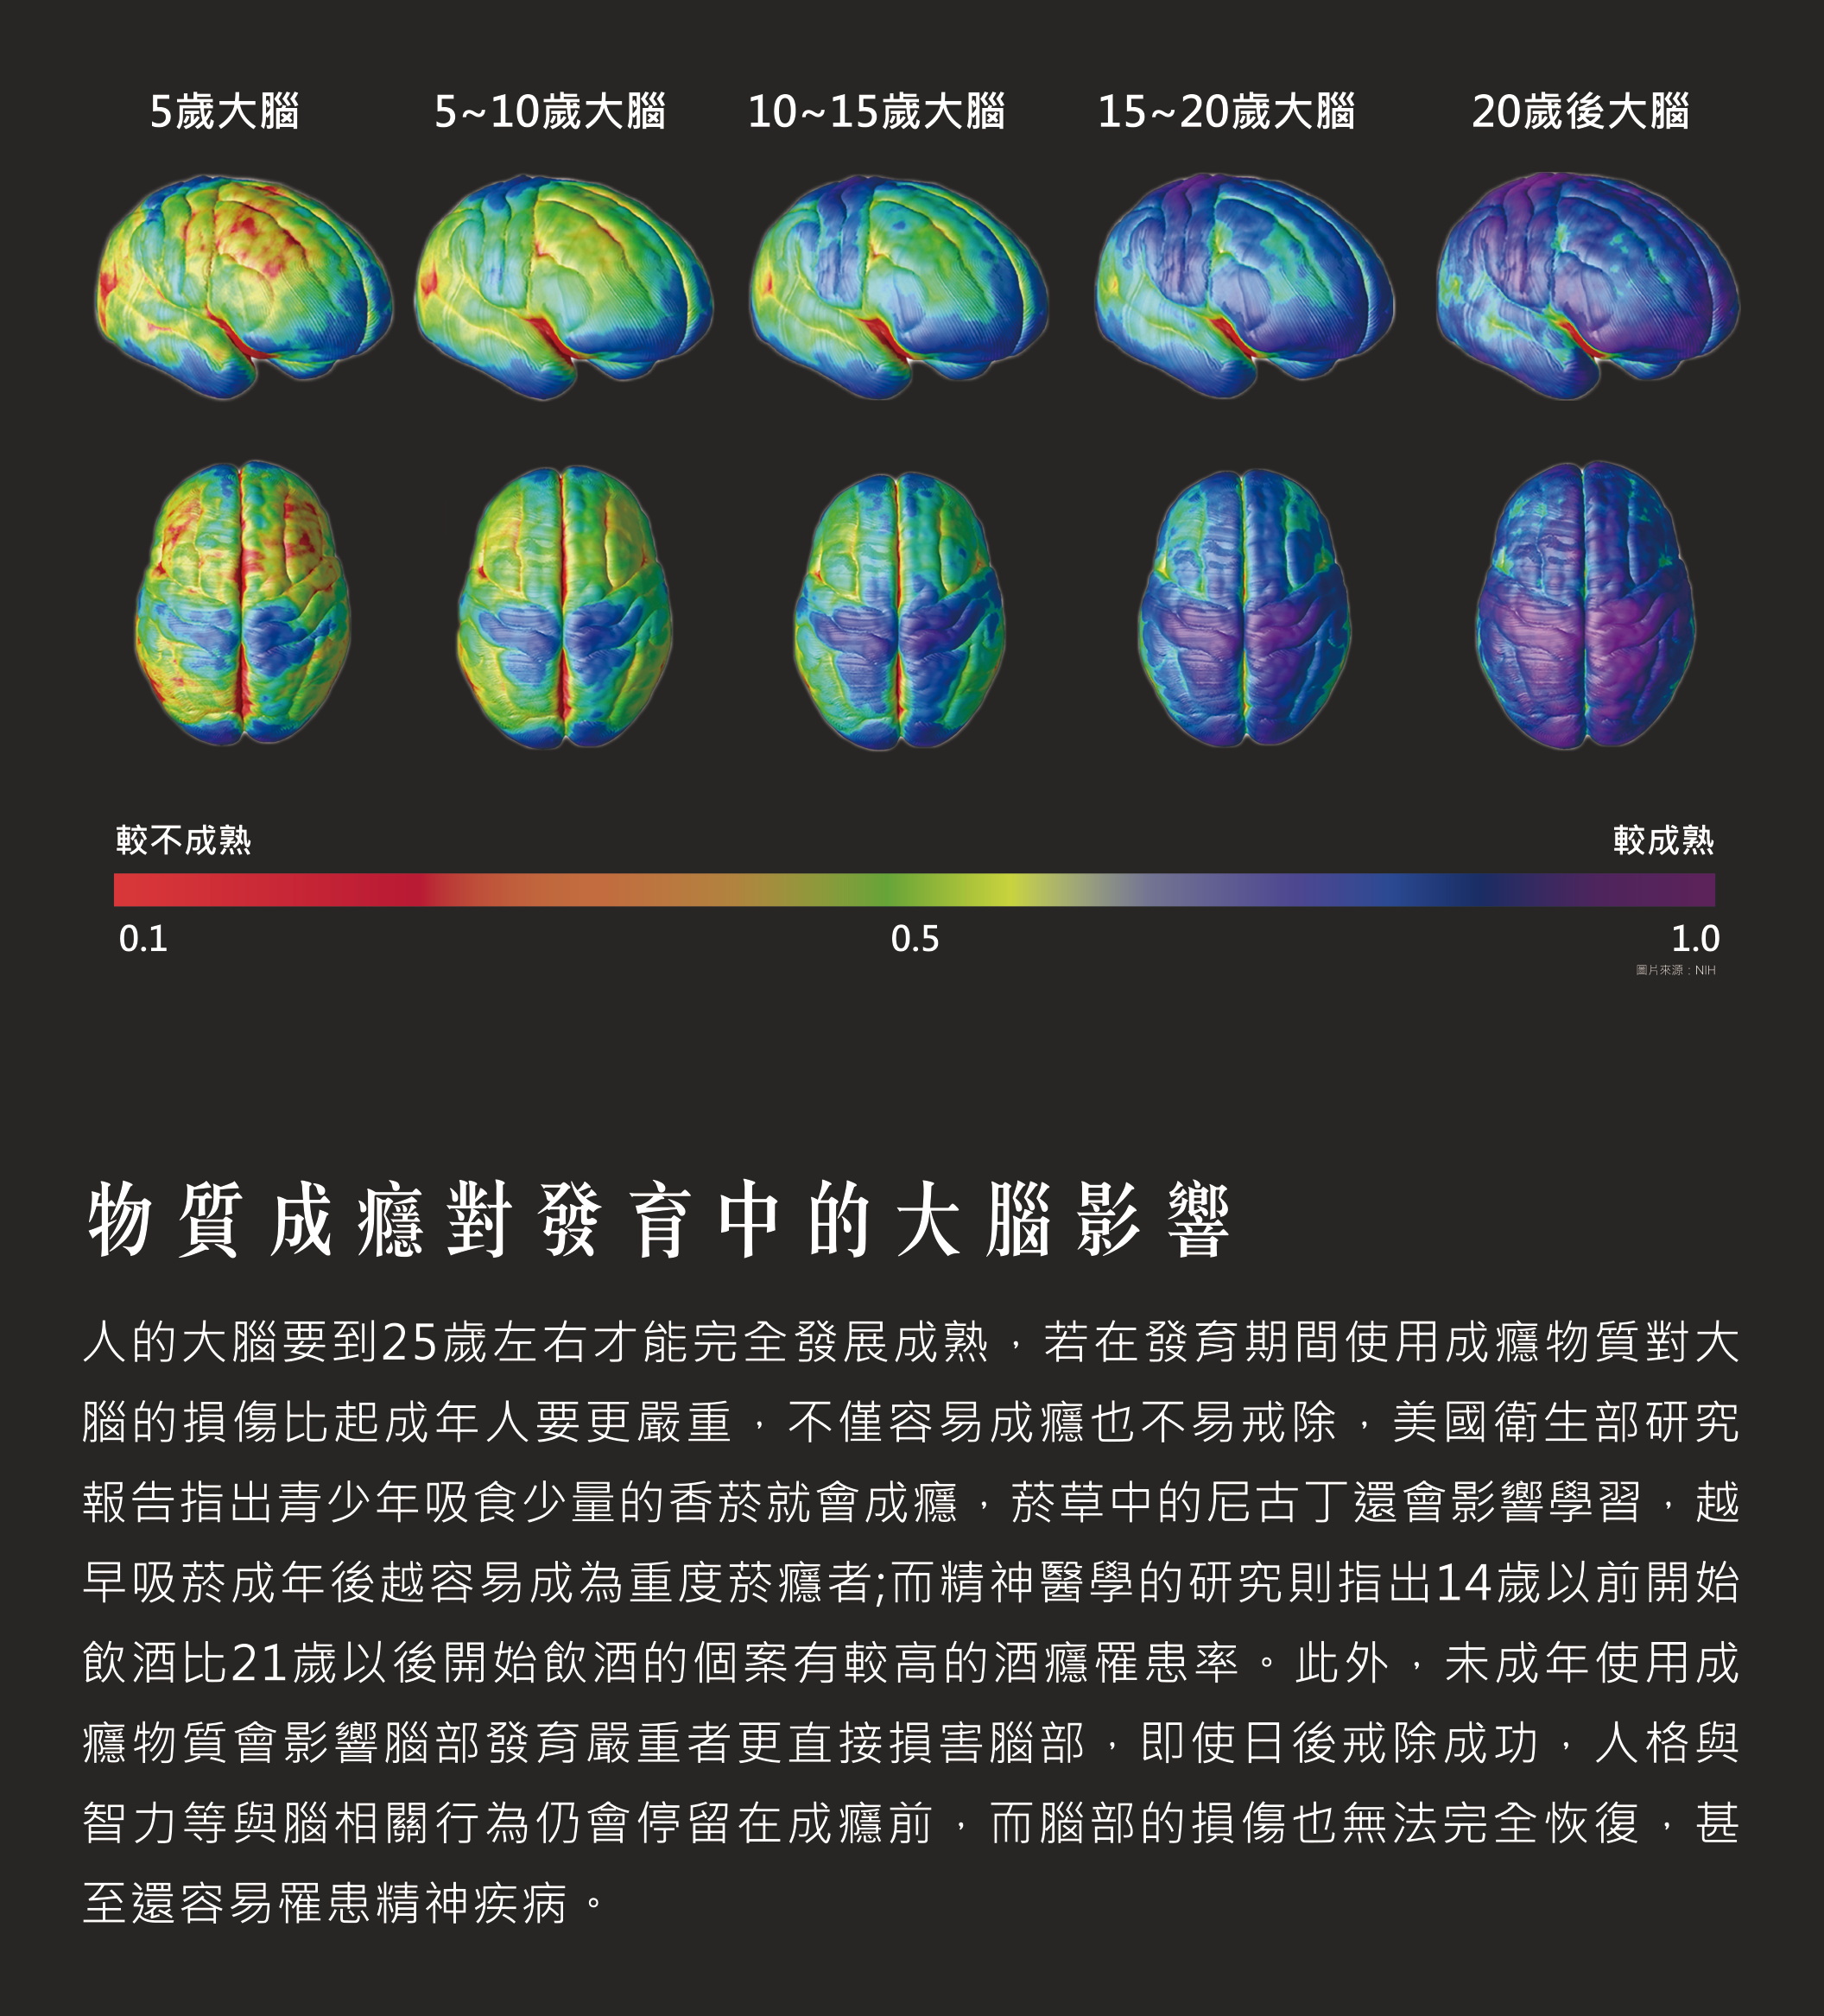 5歲大腦
5~10歲大腦
10~15歲大腦
15~20歲大腦
20歲後大腦
較不成熟
較成熟
0.1
0.5
1.0
圖片來源：NIH
物質成癮對發育中的大腦影響
人的大腦要到25歲左右才能完全發展成熟，若在發育期間使用成癮物質對大
腦的損傷比起成年人要更嚴重，不僅容易成癮也不易戒除，美國衛生部研究
報告指出青少年吸食少量的香菸就會成癮，菸草中的尼古丁還會影響學習，越
早吸菸成年後越容易成為重度菸癮者;而精神醫學的研究則指出14歲以前開始
飲酒比21歲以後開始飲酒的個案有較高的酒癮罹患率。此外，未成年使用成
癮物質會影響腦部發育嚴重者更直接損害腦部，即使日後戒除成功，人格與
智力等與腦相關行為仍會停留在成癮前，而腦部的損傷也無法完全恢復，甚
至還容易罹患精神疾病。